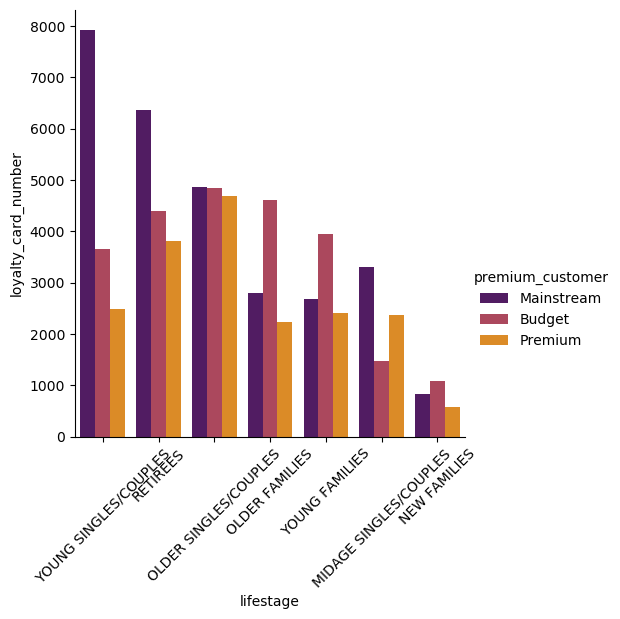 8000
7000
6000
5000
4000
3000
2000
1000
0
loyalty_card_number
YOUNG SINGLES/COUPLES
RETIREES
OLDER SINGLES/COUPLES
OLDER FAMILIES
YOUNG FAMILIES
MIDAGE SINGLES/COUPLES
NEW FAMILIES
lifestage
premium_customer
Mainstream
Budget
Premium